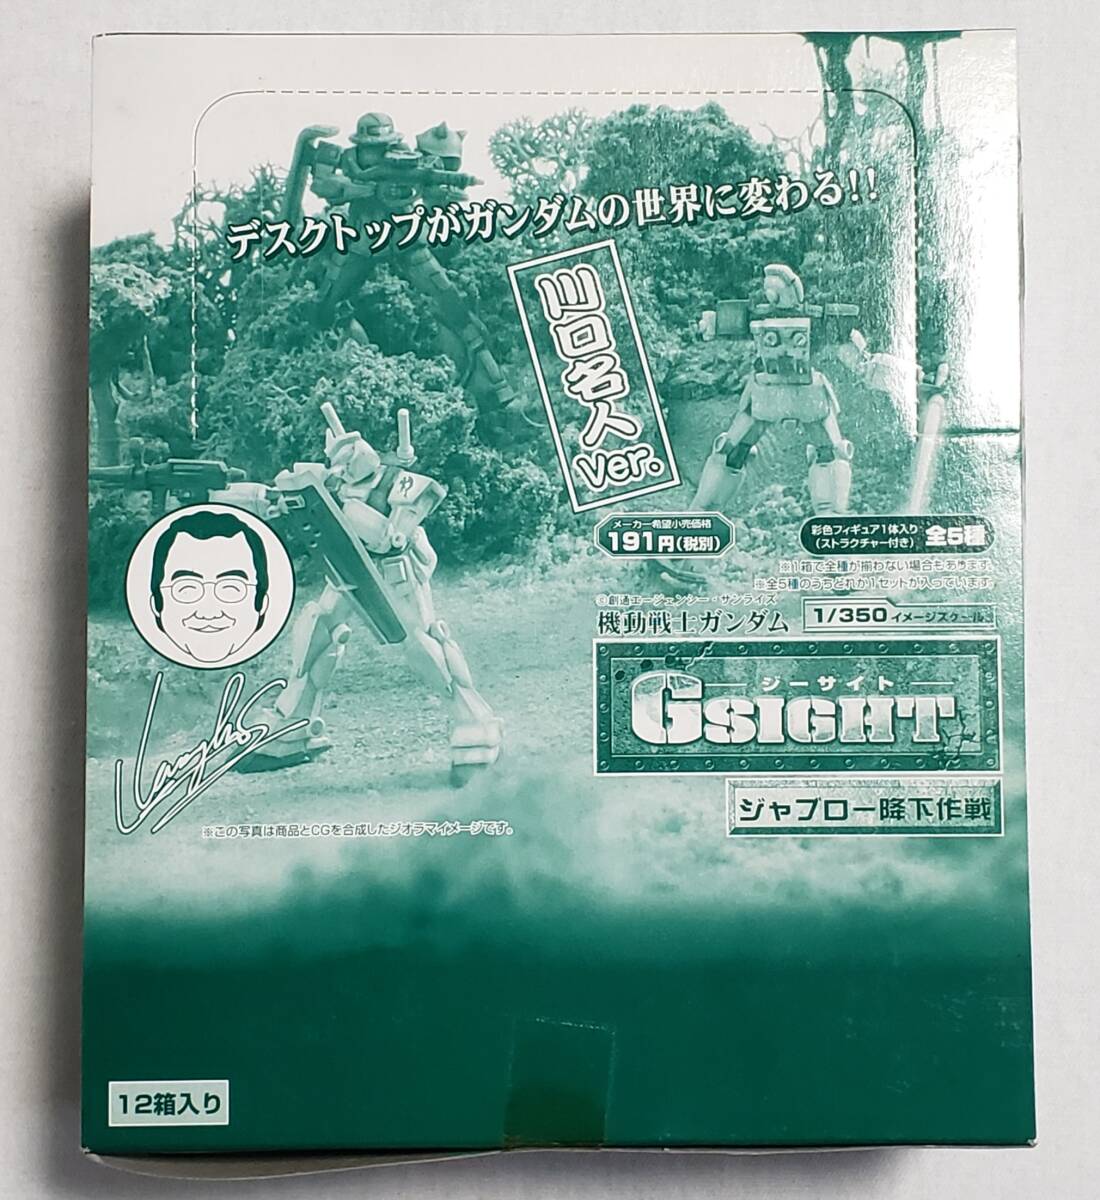 デスクトップがガンダムの世界に変わる!!
川口名人
ver.
メーカー希望小売価格
191円(税別)
彩色フィギュア1体入り
(ストラクチャー付き)
全5種
※1箱で全種が揃わない場合もあります。
※全5種のうちどれか1セットが入っています。
©創通エージェンシー・サンライズ
機動戦士ガンダム
1/350 イメージスケール
ジーサイト
GSIGHT
ジャブロー降下作戦
※この写真は商品とCGを合成したジオラマイメージです。
12箱入り